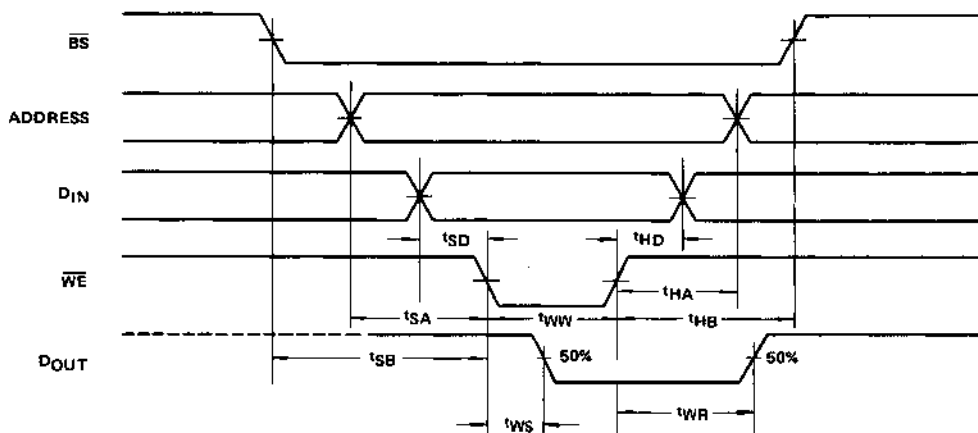 BS
ADDRESS
DIN
tSD
tHD
WE
tHA
tSA
tWW
tHB
DOUT
tSB
50%
50%
tWS
tWR